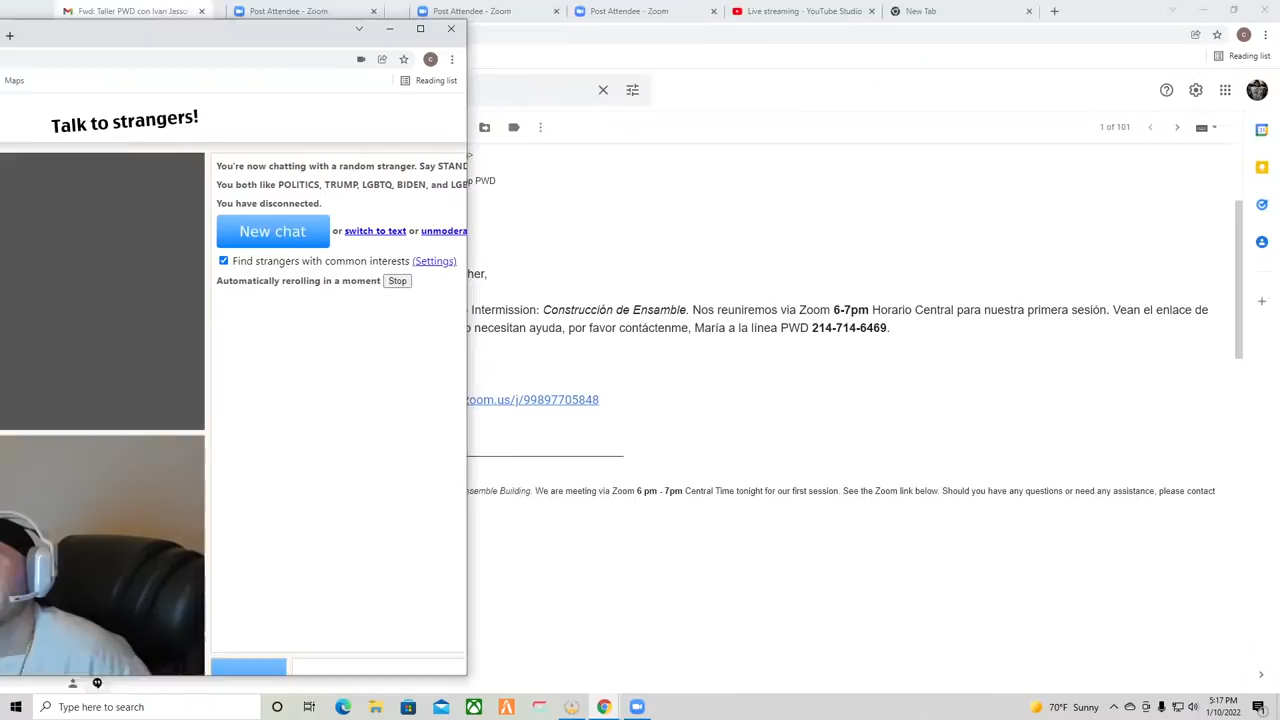 Fwd: Taller PWD con Ivan Jasso
Post Attendee - Zoom
Post Attendee - Zoom
Post Attendee - Zoom
Live streaming - YouTube Studio
New Tab
Reading list
Maps
Reading list
Talk to strangers!
1 of 101
You're now chatting with a random stranger. Say STAND
p PWD
You both like POLITICS, TRUMP, LGBTQ, BIDEN, and LGB
You have disconnected.
New chat or switch to text or unmodera
Find strangers with common interests (Settings)
her,
Automatically rerolling in a moment Stop
Intermission: Construcción de Ensamble. Nos reuniremos via Zoom 6-7pm Horario Central para nuestra primera sesión. Vean el enlace de
o necesitan ayuda, por favor contáctenme, María a la línea PWD 214-714-6469.
zoom.us/j/99897705848
nsemble Building. We are meeting via Zoom 6 pm - 7pm Central Time tonight for our first session. See the Zoom link below. Should you have any questions or need any assistance, please contact
Type here to search
70°F Sunny
5:17 PM
1/10/2022